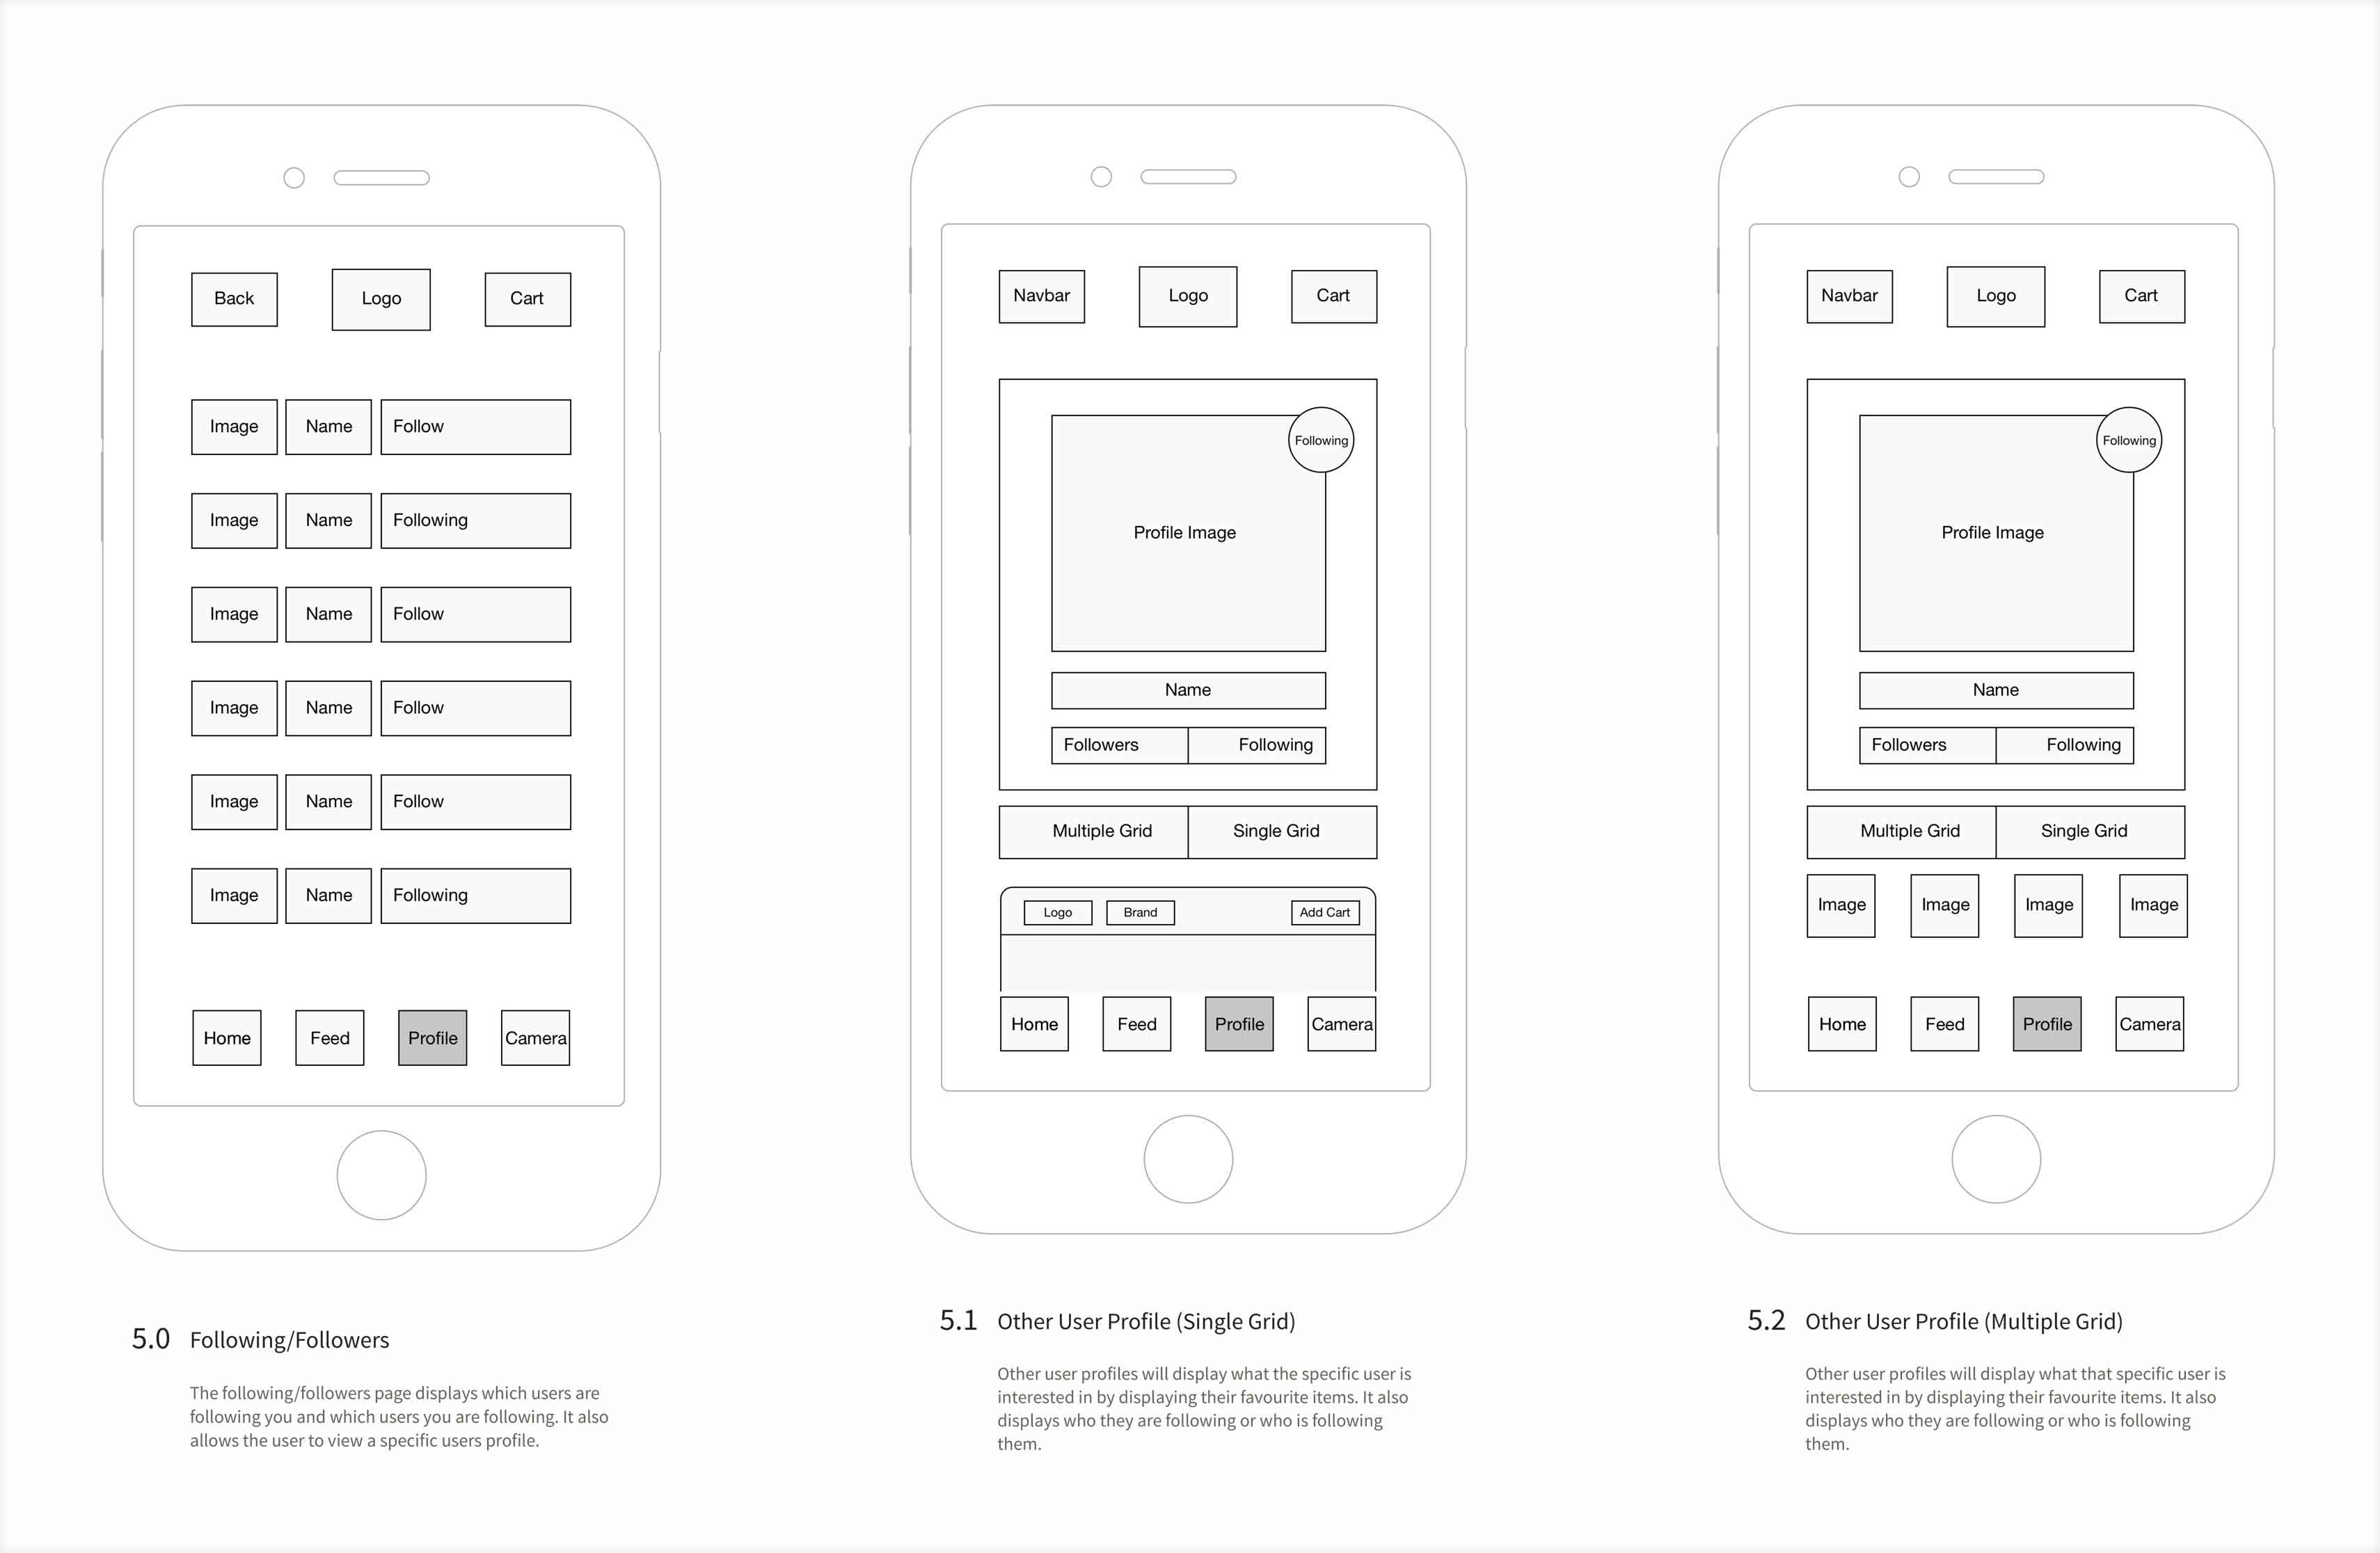 Back Logo Cart
Image Name Follow
Image Name Following
Image Name Follow
Image Name Follow
Image Name Follow
Image Name Following
Home Feed Profile Camera
5.0 Following/Followers
The following/followers page displays which users are
following you and which users you are following. It also
allows the user to view a specific users profile.
Navbar Logo Cart
Following
Profile Image
Name
Followers Following
Multiple Grid Single Grid
Logo Brand Add Cart
Home Feed Profile Camera
5.1 Other User Profile (Single Grid)
Other user profiles will display what the specific user is
interested in by displaying their favourite items. It also
displays who they are following or who is following
them.
Navbar Logo Cart
Following
Profile Image
Name
Followers Following
Multiple Grid Single Grid
Image Image Image Image
Home Feed Profile Camera
5.2 Other User Profile (Multiple Grid)
Other user profiles will display what that specific user is
interested in by displaying their favourite items. It also
displays who they are following or who is following
them.